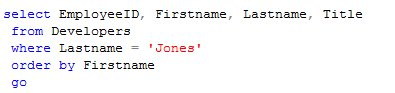 select EmployeeID, Firstname, Lastname, Title
from Developers
where Lastname = 'Jones'
order by Firstname
go